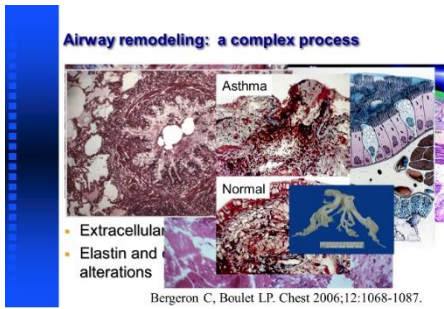 Airway remodeling: a complex process
Asthma
Normal
Extracellular
Elastin and
alterations
Bergeron C, Boulet LP. Chest 2006;12:1068-1087.